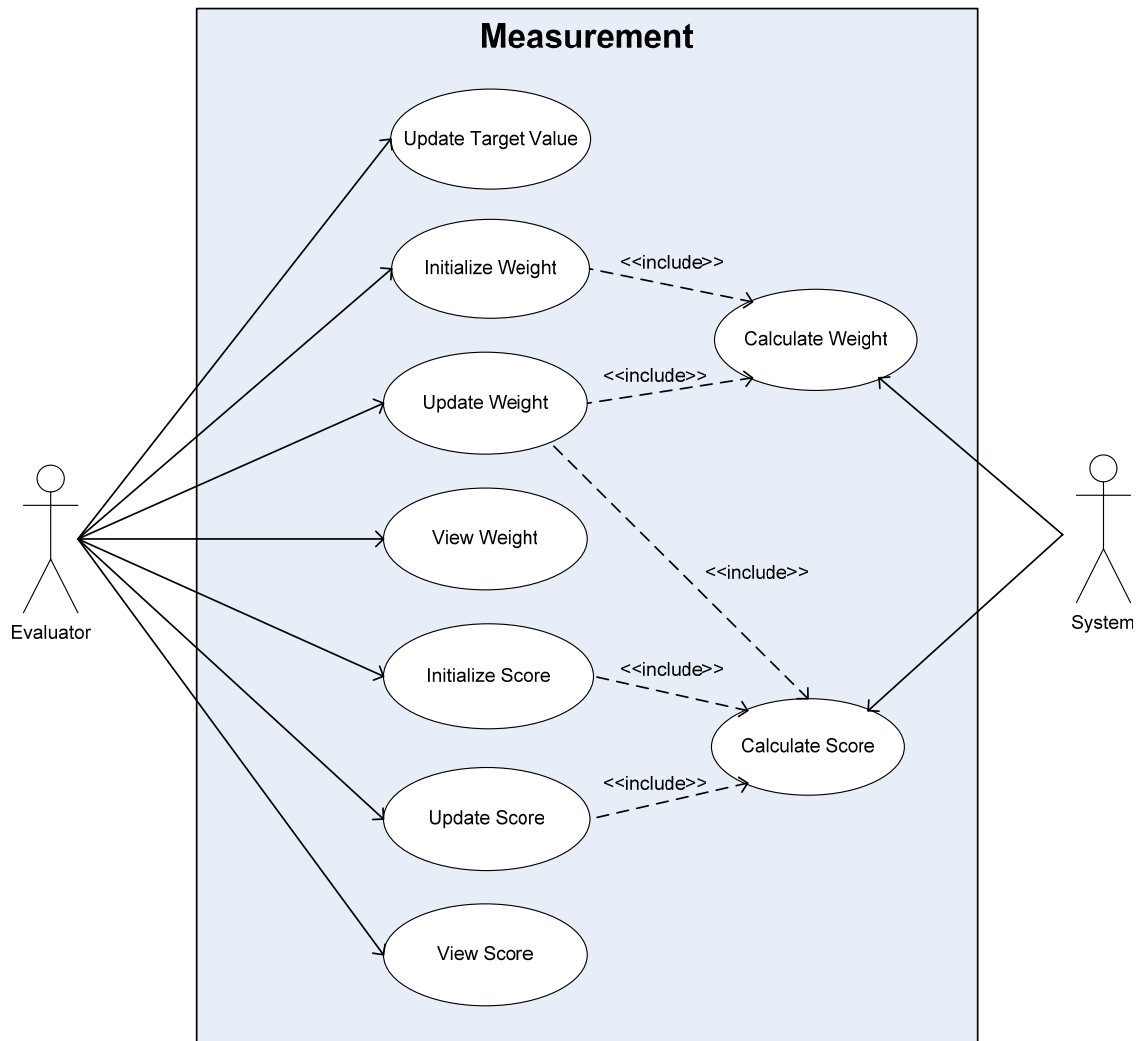 Measurement
Update Target Value
Initialize Weight
<<include>>
Calculate Weight
Update Weight
<<include>>
View Weight
<<include>>
Evaluator
System
Initialize Score
<<include>>
Calculate Score
Update Score
<<include>>
View Score